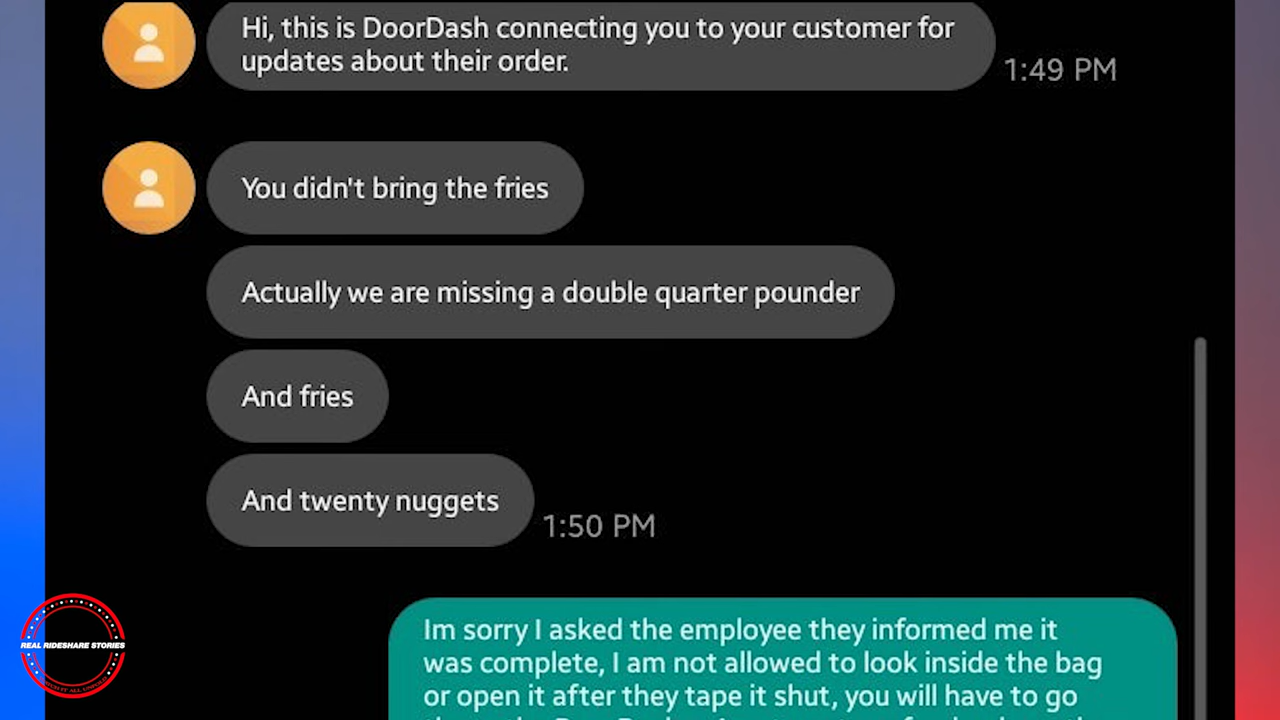 Hi, this is DoorDash connecting you to your customer for
updates about their order.
1:49 PM
You didn't bring the fries
Actually we are missing a double quarter pounder
And fries
And twenty nuggets
1:50 PM
Im sorry I asked the employee they informed me it
was complete, I am not allowed to look inside the bag
or open it after they tape it shut, you will have to go
REAL RIDESHARE STORIES